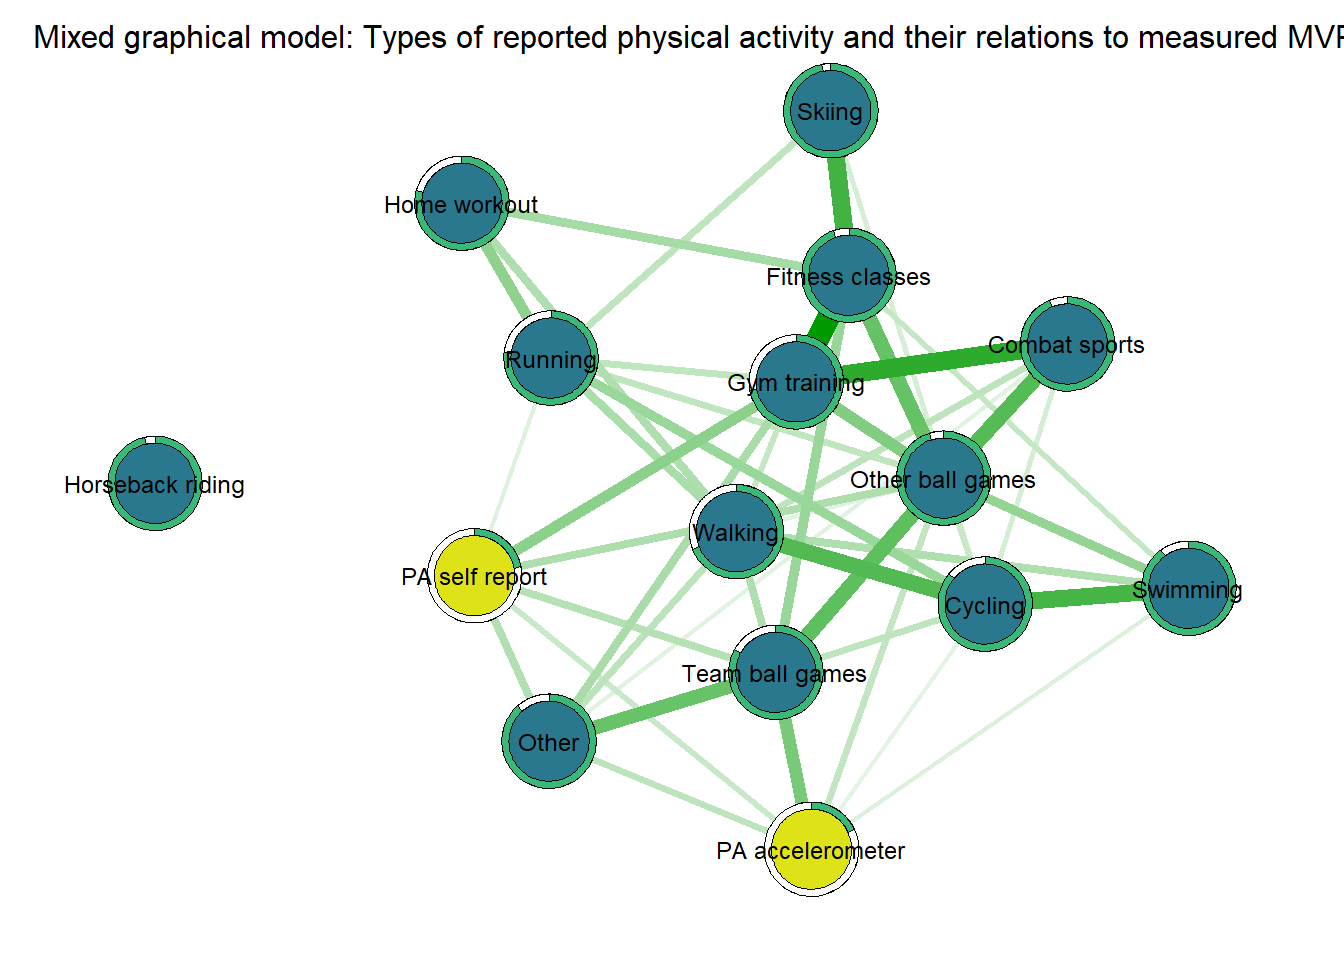 Mixed graphical model: Types of reported physical activity and their relations to measured MVP
Skiing
Home workout
Fitness classes
Combat sports
Running
Gym training
Other ball games
Horseback riding
Walking
PA self report
Swimming
Cycling
Team ball games
Other
PA accelerometer